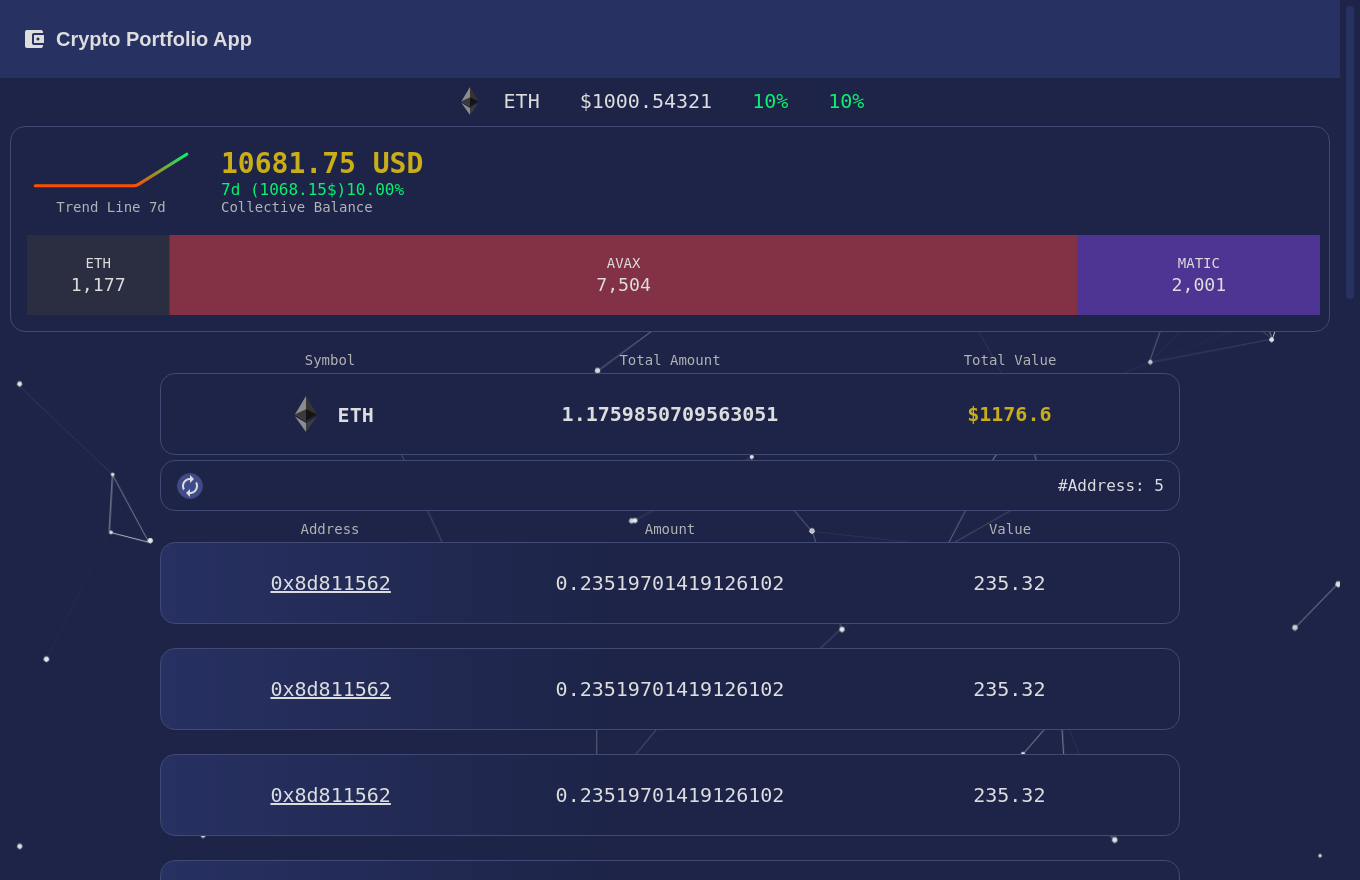 Crypto Portfolio App
ETH $1000.54321 10% 10%
10681.75 USD
7d (1068.15$)10.00%
Trend Line 7d Collective Balance
ETH AVAX MATIC
1,177 7,504 2,001
Symbol Total Amount Total Value
ETH 1.1759850709563051 $1176.6
#Address: 5
Address Amount Value
0x8d811562 0.23519701419126102 235.32
0x8d811562 0.23519701419126102 235.32
0x8d811562 0.23519701419126102 235.32